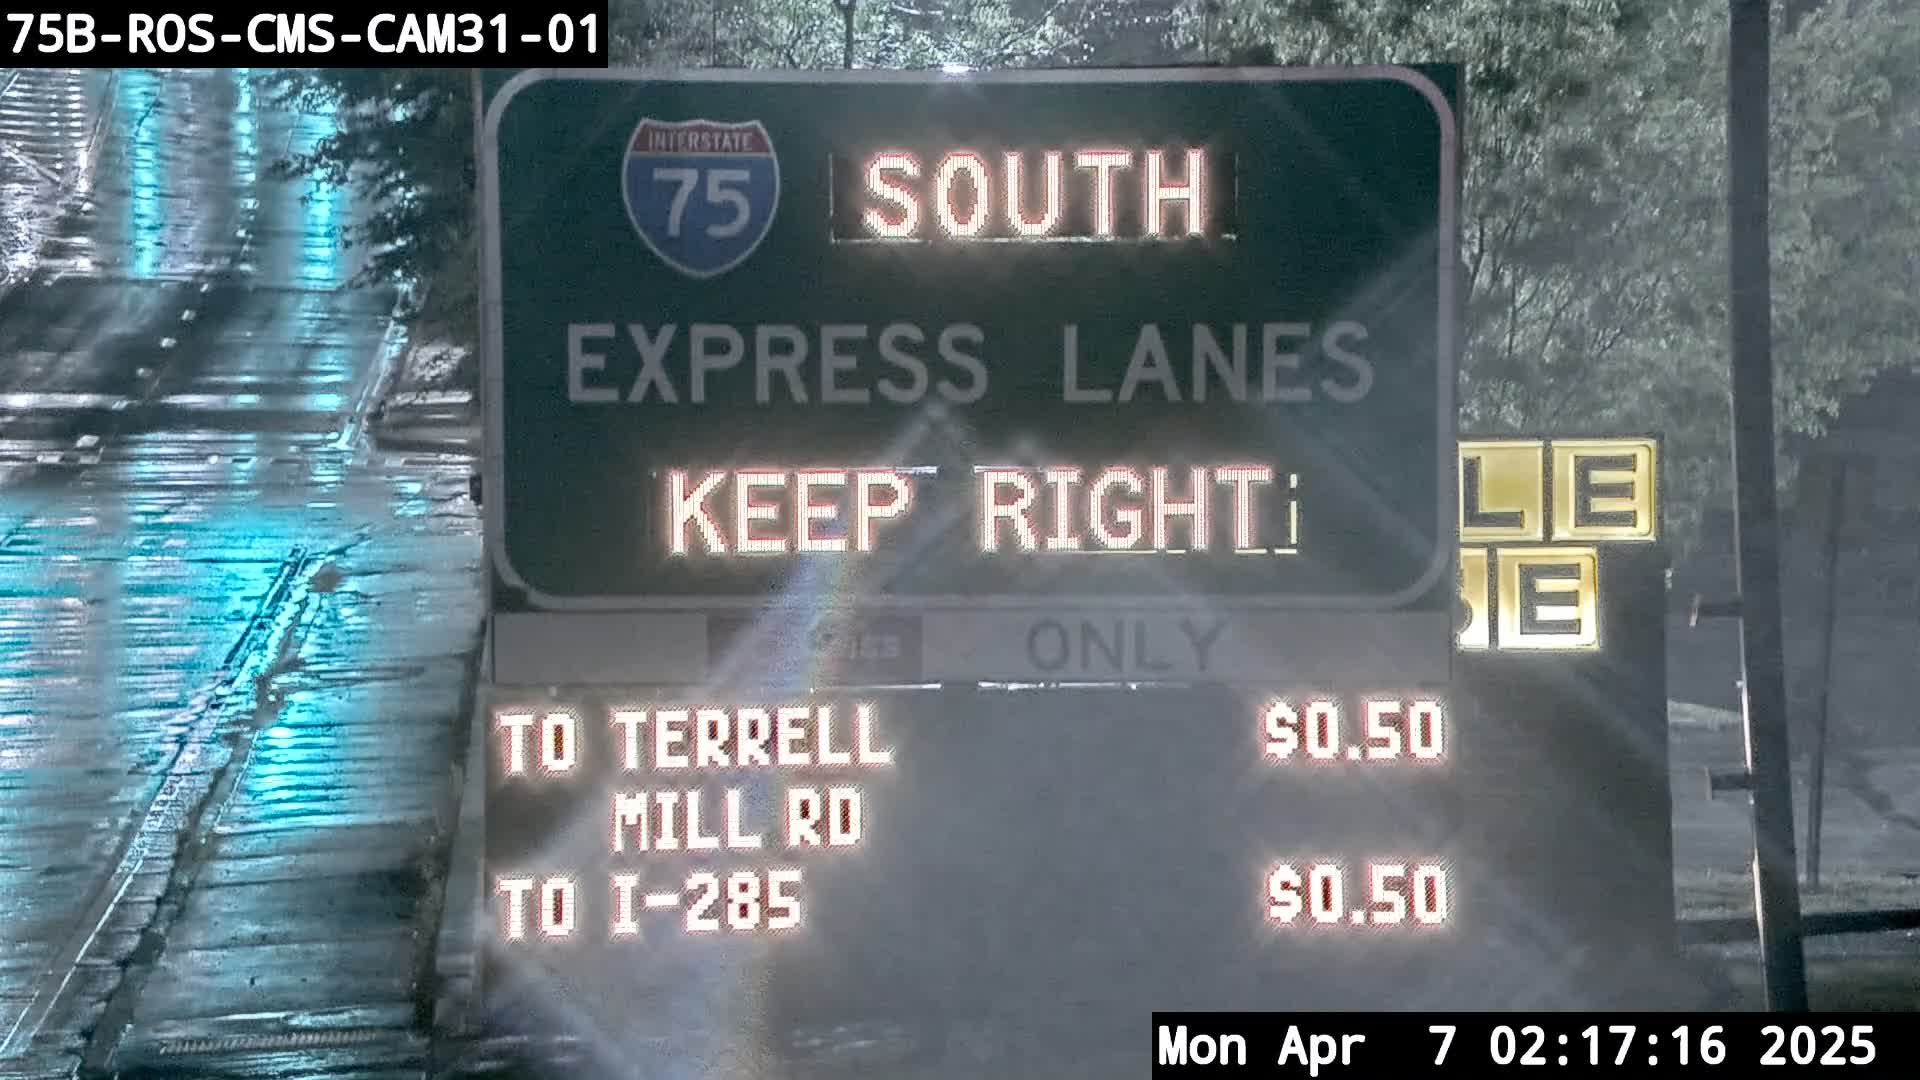 75B-ROS-CMS-CAM31-01
INTERSTATE
75
SOUTH
EXPRESS LANES
KEEP RIGHT
LE
E
ONLY
TO TERRELL $0.50
MILL RD
TO I-285 $0.50
Mon Apr 7 02:17:16 2025